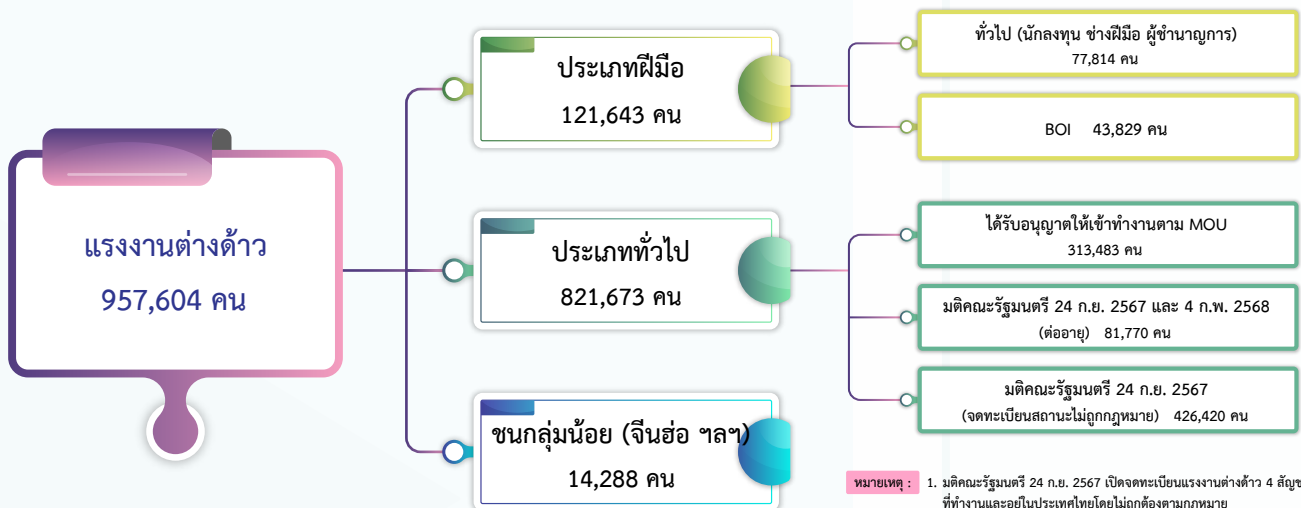 แรงงานต่างด้าว
957,604 คน
ประเภทฝีมือ
121,643 คน
ทั่วไป (นักลงทุน ช่างฝีมือ ผู้ชำนาญการ)
77,814 คน
BOI 43,829 คน
ประเภททั่วไป
821,673 คน
ได้รับอนุญาตให้เข้าทำงานตาม MOU
313,483 คน
มติคณะรัฐมนตรี 24 ก.ย. 2567 และ 4 ก.พ. 2568
(ต่ออายุ) 81,770 คน
มติคณะรัฐมนตรี 24 ก.ย. 2567
(จดทะเบียนสถานะไม่ถูกกฎหมาย) 426,420 คน
ชนกลุ่มน้อย (จีนฮ่อ ฯลฯ)
14,288 คน
หมายเหตุ : 1. มติคณะรัฐมนตรี 24 ก.ย. 2567 เปิดจดทะเบียนแรงงานต่างด้าว 4
ที่ทำงานและอยู่ในประเทศไทยโดยไม่ถูกต้องตามกฎหมาย